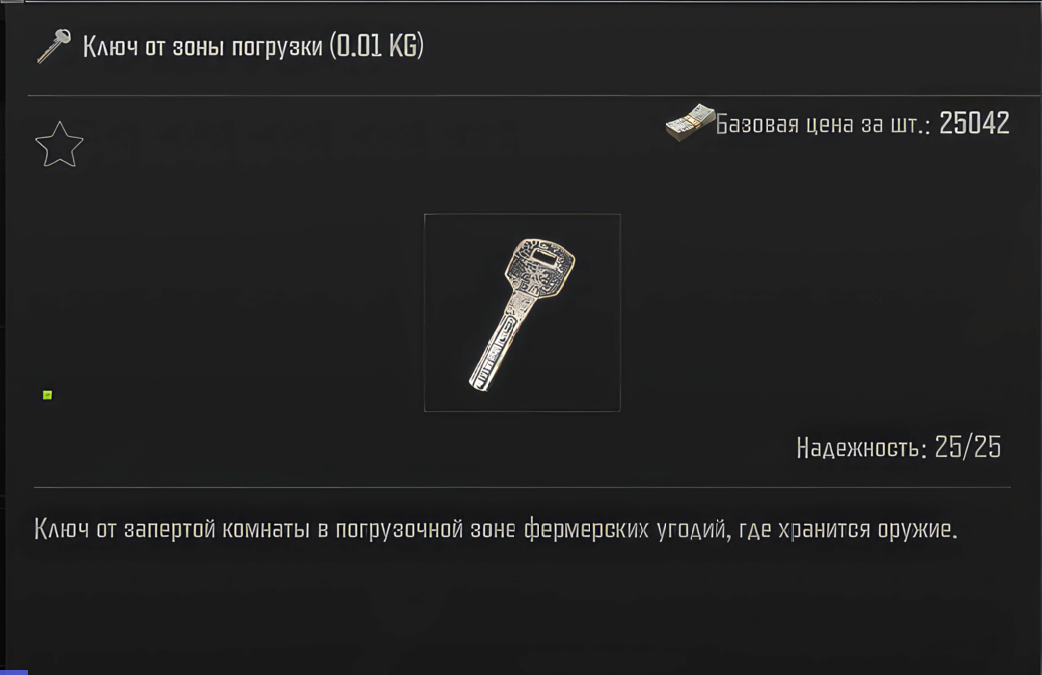 Ключ от зоны погрузки (0.01 KG)
Базовая цена за шт.: 25042
Надежность: 25/25
Ключ от запертой комнаты в погрузочной зоне фермерских угодий, где хранится оружие.